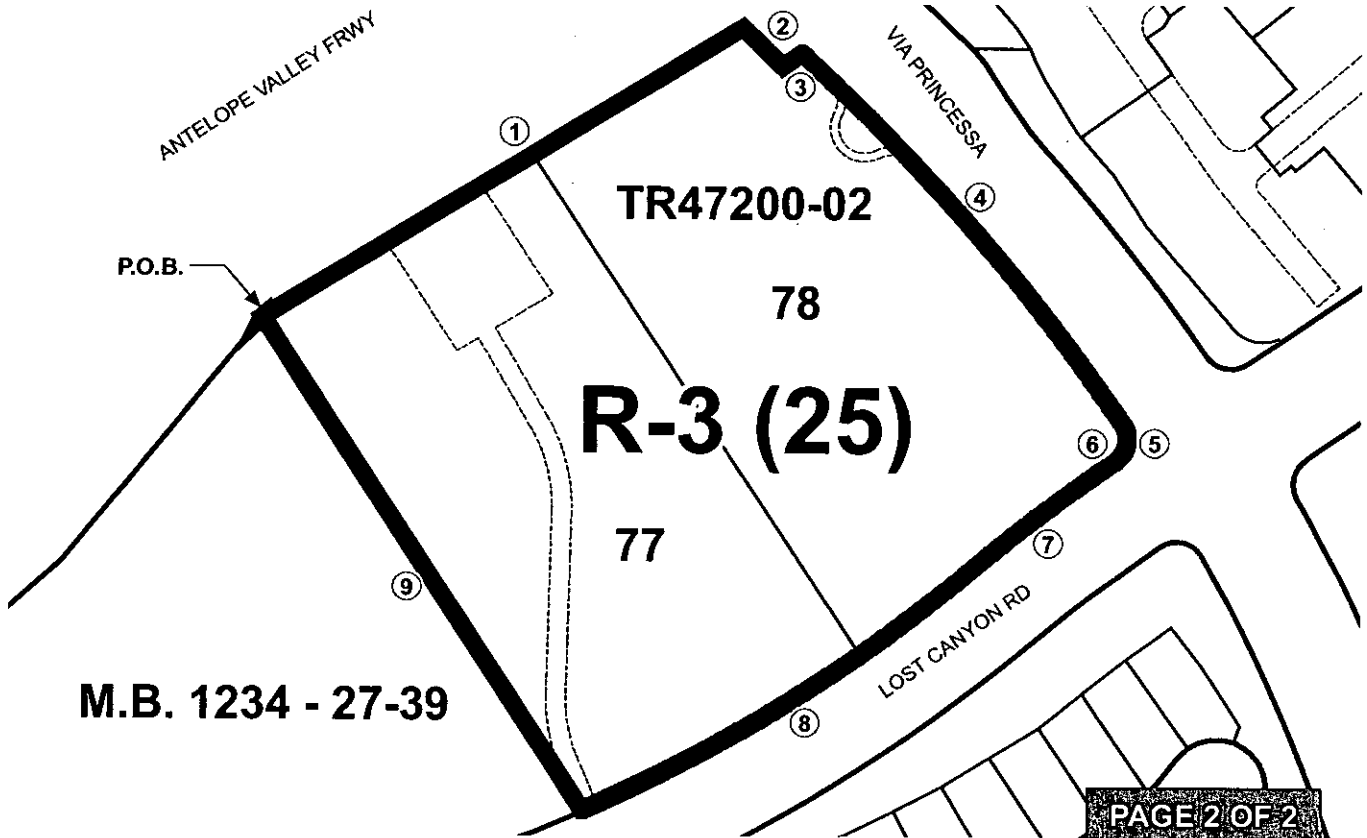 ANTELOPE VALLEY FRWY
2
VIA PRINCESSA
3
1
TR47200-02
4
P.O.B.
78
R-3 (25)
6
5
77
7
9
LOST CANYON RD
M.B. 1234 - 27-39
8
PAGE 2 OF 2